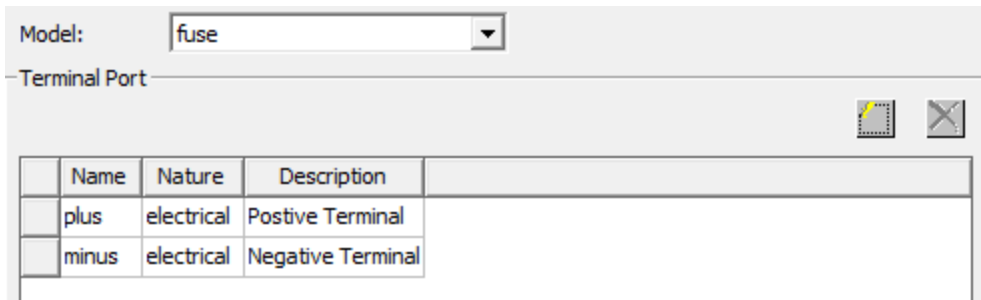 Model: fuse
Terminal Port
Name Nature Description
plus electrical Postive Terminal
minus electrical Negative Terminal